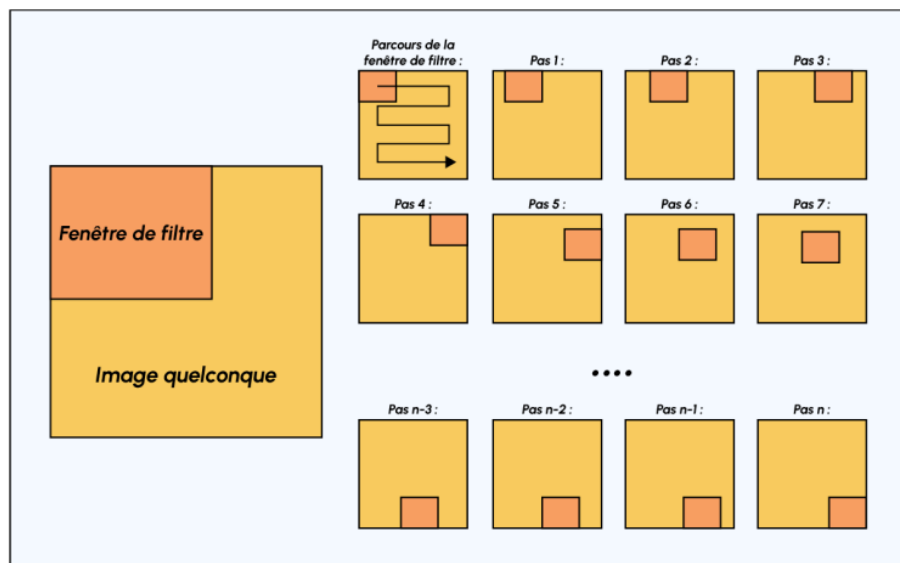 Parcours de la
fenêtre de filtre :
Pas 1 :
Pas 2 :
Pas 3 :
Fenêtre de filtre
Image quelconque
Pas 4 :
Pas 5 :
Pas 6 :
Pas 7 :
....
Pas n-3 :
Pas n-2 :
Pas n-1 :
Pas n :